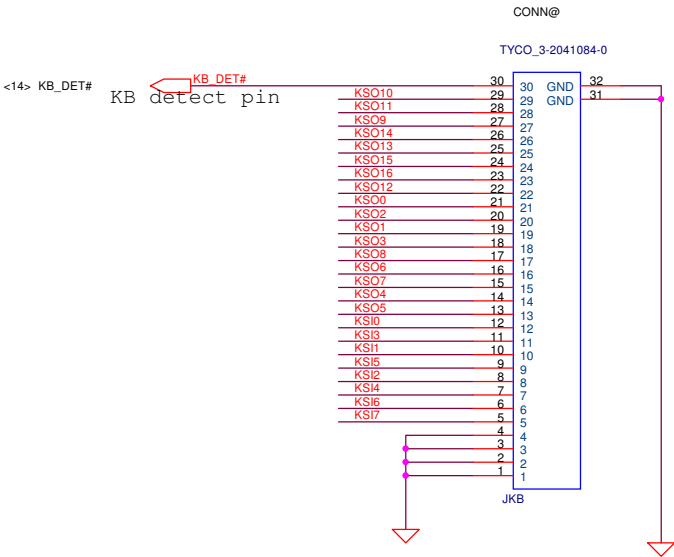 CONN@
TYCO_3-2041084-0
<14> KB_DET# KB_DET# 30 30 GND 32
KB detect pin
KSO10 29 29 GND 31
KSO11 28 28
KSO9 27 27
KSO14 26 26
KSO13 25 25
KSO15 24 24
KSO16 23 23
KSO12 22 22
KSO0 21 21
KSO2 20 20
KSO1 19 19
KSO3 18 18
KSO8 17 17
KSO6 16 16
KSO7 15 15
KSO4 14 14
KSO5 13 13
KSI0 12 12
KSI3 11 11
KSI1 10 10
KSI5 9 9
KSI2 8 8
KSI4 7 7
KSI6 6 6
KSI7 5 5
4 4
3 3
2 2
1 1
JKB